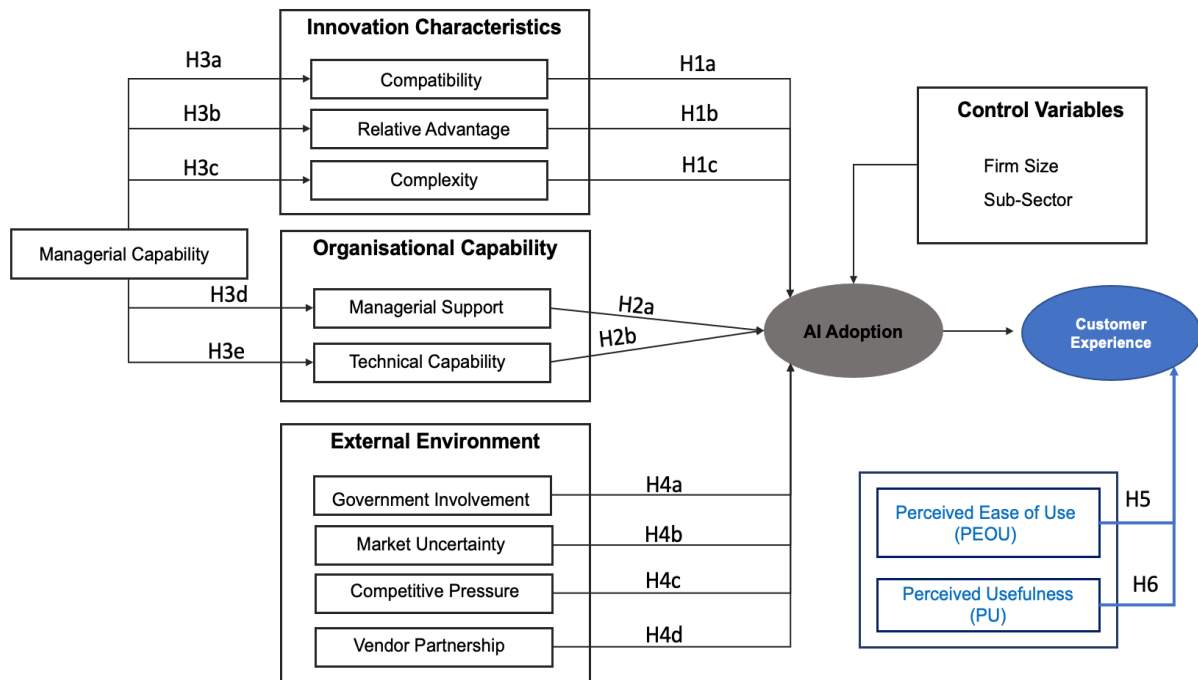 Innovation Characteristics
H3a
Compatibility
H1a
H3b
Relative Advantage
H1b
H3c
Complexity
H1c
Control Variables
Firm Size
Sub-Sector
Managerial Capability
Organisational Capability
H3d
Managerial Support
H2a
H3e
Technical Capability
H2b
AI Adoption
Customer
Experience
External Environment
Government Involvement
H4a
Market Uncertainty
H4b
Competitive Pressure
H4c
Vendor Partnership
H4d
Perceived Ease of Use
(PEOU)
H5
Perceived Usefulness
(PU)
H6